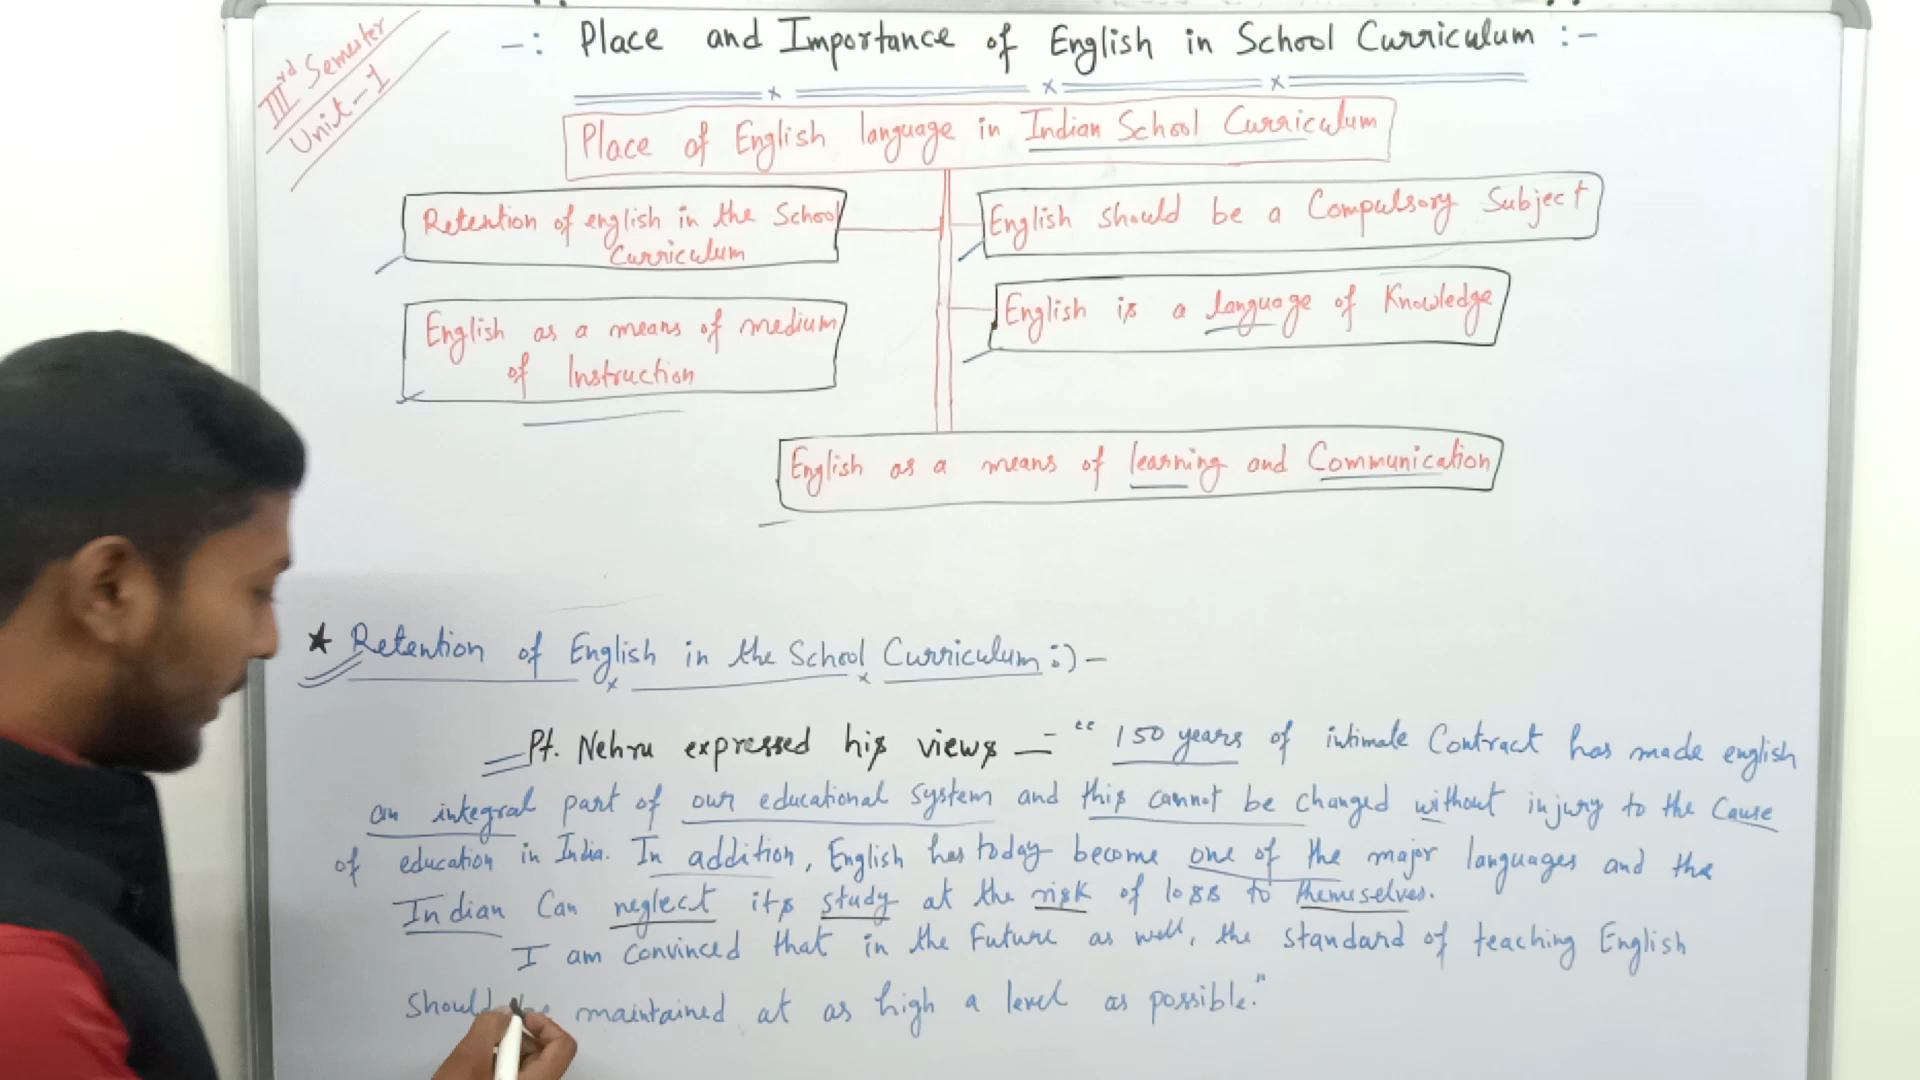 IIIrd Semester
Unit-1
-: Place and Importance of English in School Curriculum :-
Place of English language in Indian School Curriculum
Retention of english in the School
Curriculum
English should be a Compulsory Subject
English as a means of medium
of Instruction
English is a language of Knowledge
English as a means of learning and Communication
★ Retention of English in the School Curriculum :) -
Pt. Nehru expressed his views - "150 years of intimate Contract has made english
an integral part of our educational system and this cannot be changed without injury to the Cause
of education in India. In addition, English has today become one of the major languages and the
Indian Can neglect its study at the risk of loss to themeselves.
I am Convinced that in the Future as well, the standard of teaching English
Should maintained at as high a level as possible."